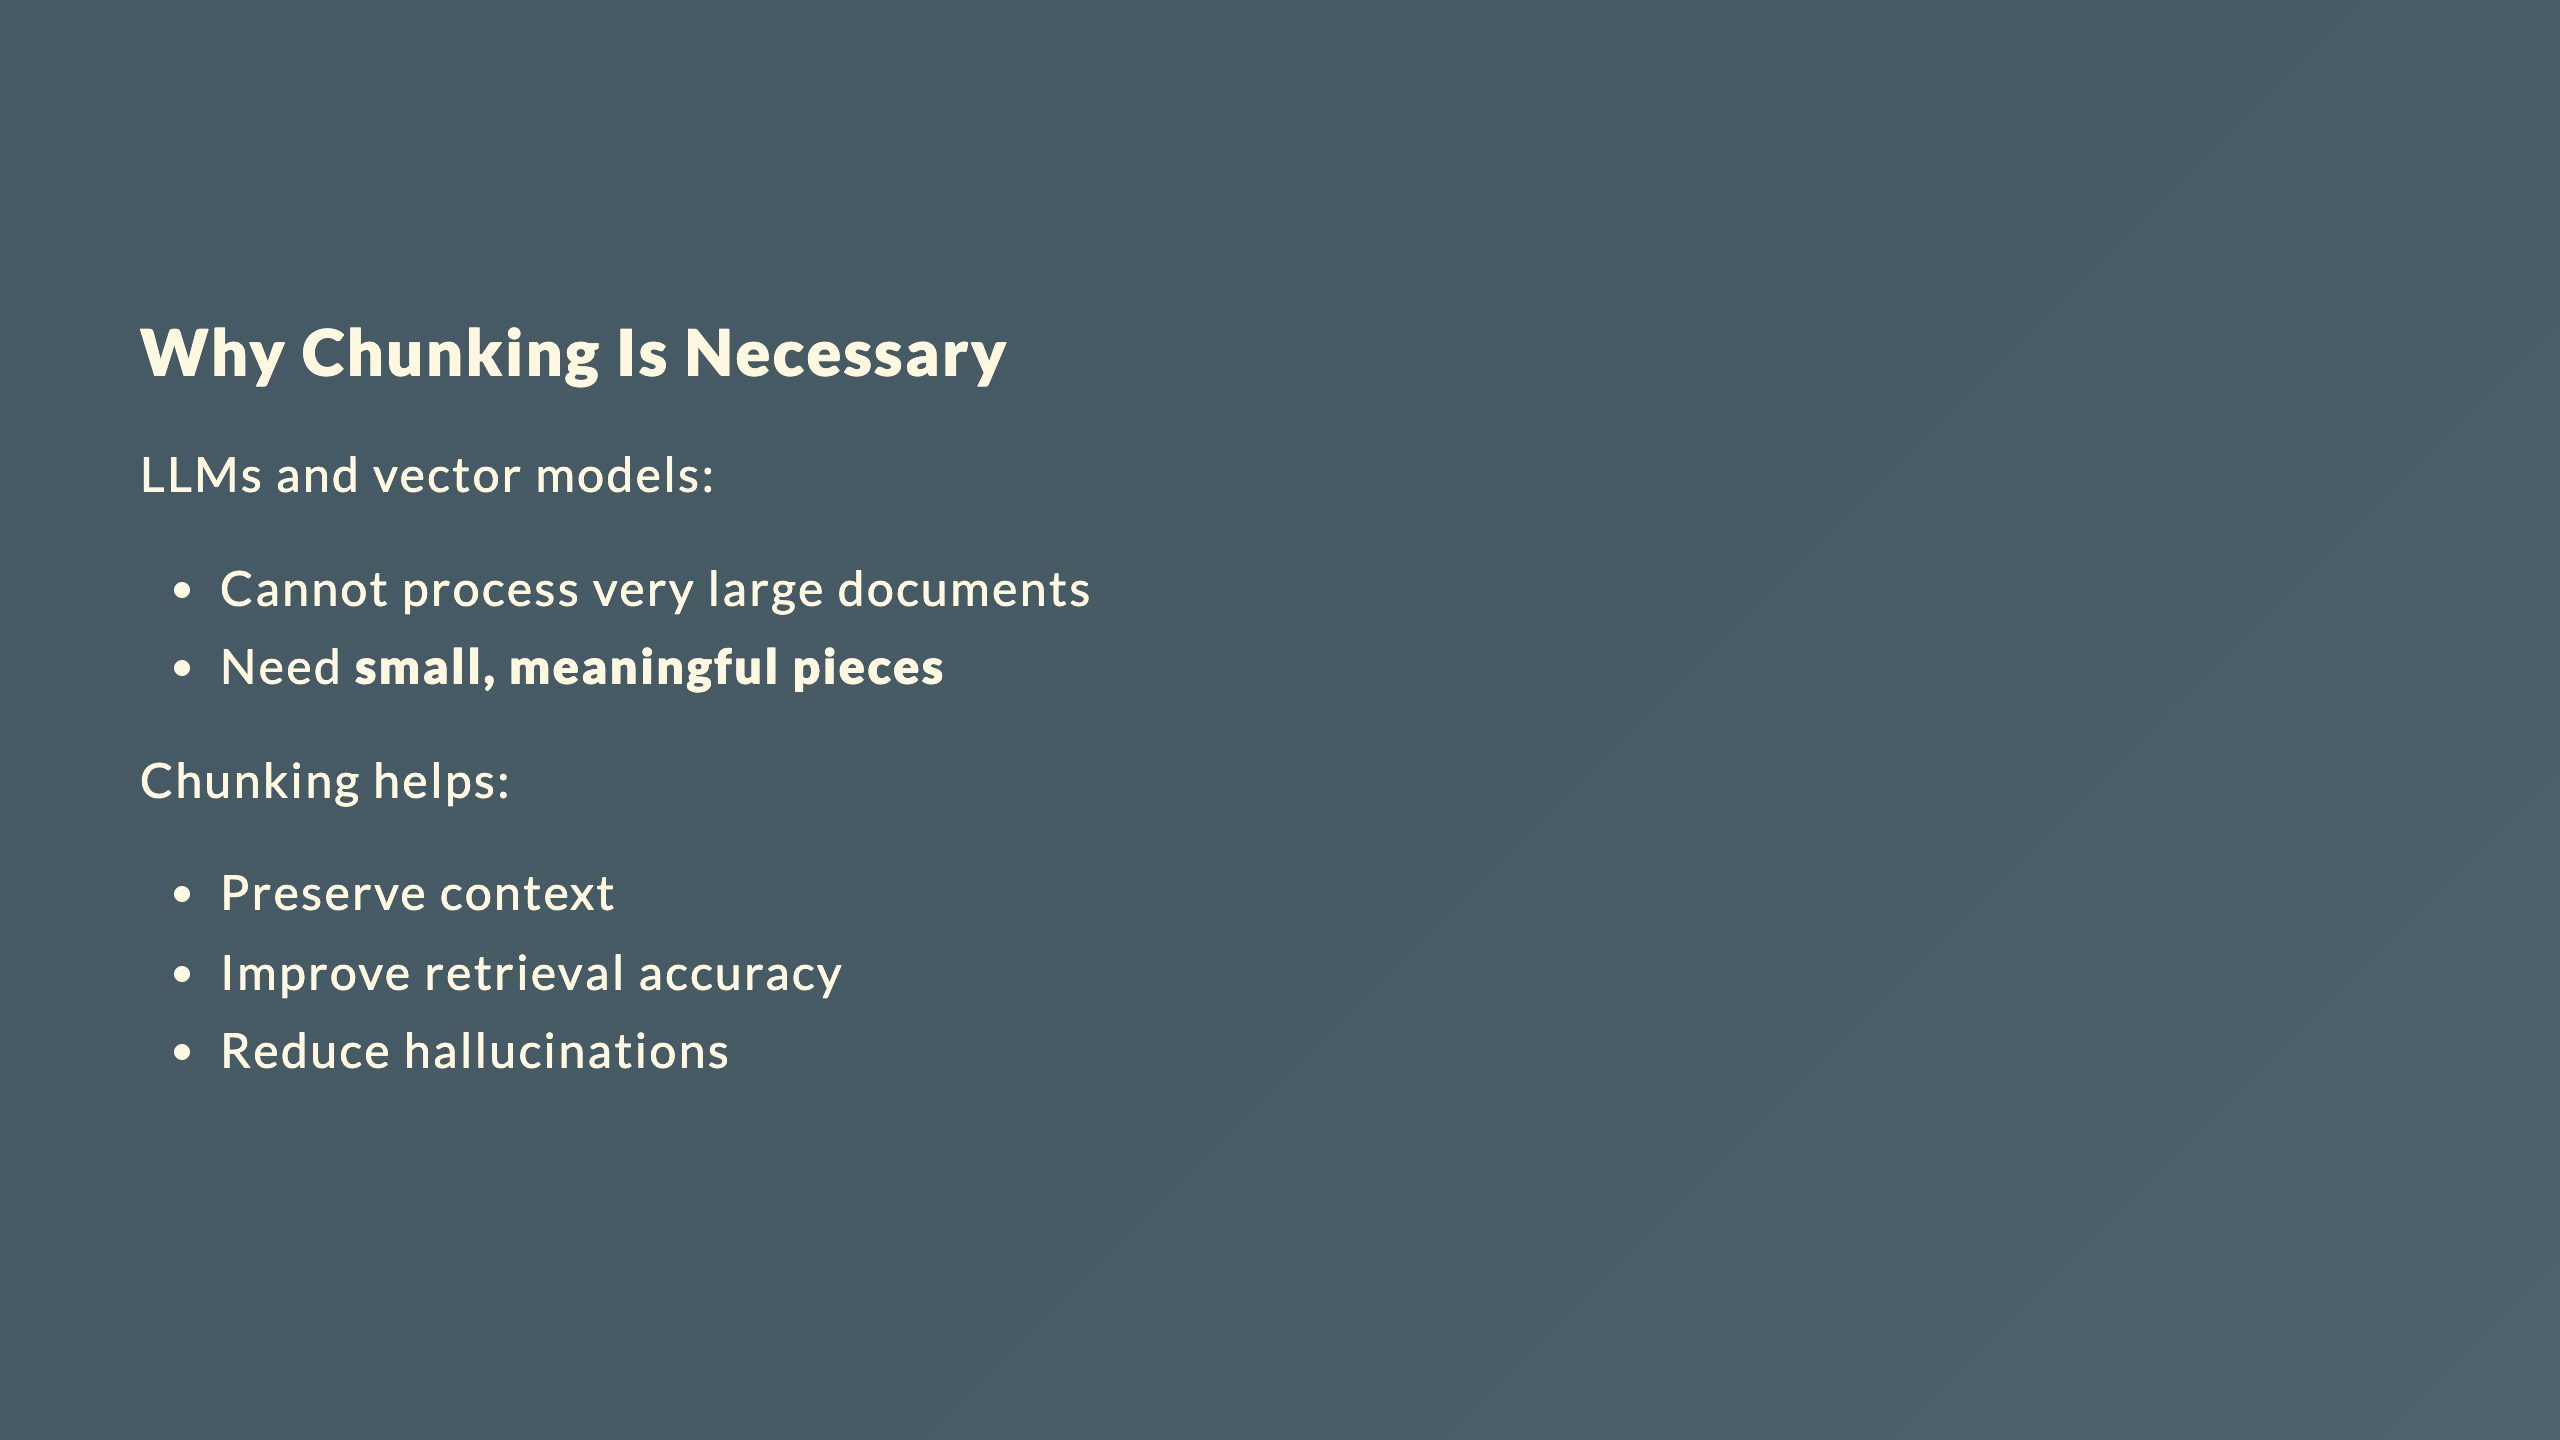 Why Chunking Is Necessary
LLMs and vector models:
• Cannot process very large documents
• Need small, meaningful pieces
Chunking helps:
• Preserve context
• Improve retrieval accuracy
• Reduce hallucinations